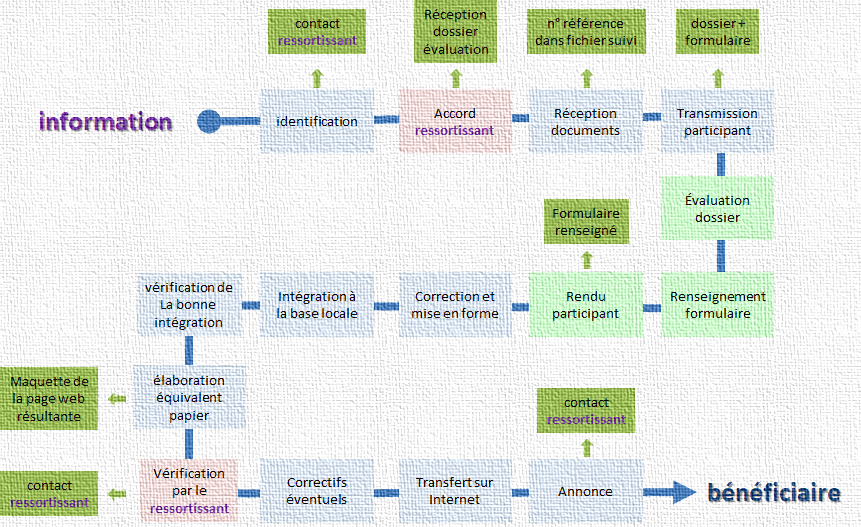 contact
ressortissant
Réception
dossier
évaluation
n° référence
dans fichier suivi
dossier +
formulaire
information
identification
Accord
ressortissant
Réception
documents
Transmission
participant
Évaluation
dossier
Formulaire
renseigné
vérification de
La bonne
intégration
Intégration à
la base locale
Correction et
mise en forme
Rendu
participant
Renseignement
formulaire
Maquette de
la page web
résultante
élaboration
équivalent
papier
contact
ressortissant
contact
ressortissant
Vérification
par le
ressortissant
Correctifs
éventuels
Transfert sur
Internet
Annonce
bénéficiaire